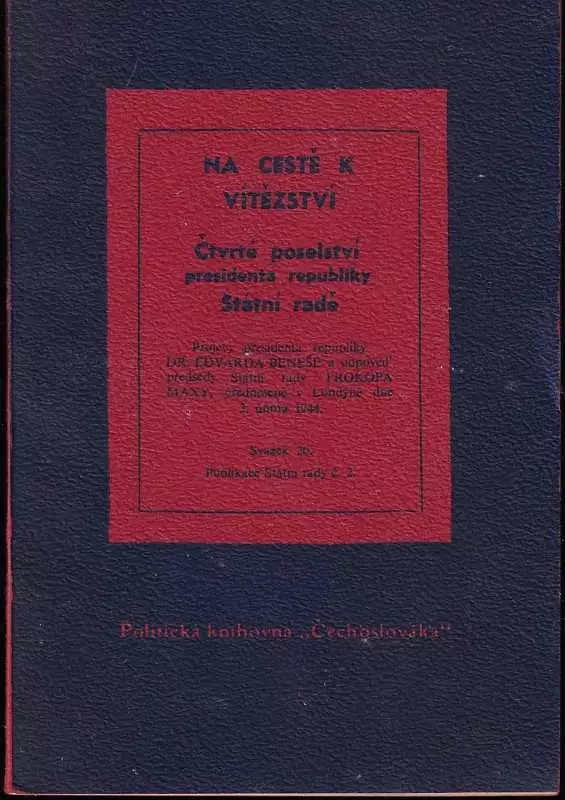 NA CESTĚ K
VÍTĚZSTVÍ
Čtvrté poselství
presidenta republiky
Státní radě
Projev presidenta republiky
DR. EDVARDA BENEŠE a odpověď
předsedy Státní rady PROKOPA
MAXY, přednesené v Londýně dne
3. února 1944.
Svazek 20.
Publikace Státní rady č. 2.
Politická knihovna „Čechoslováka“